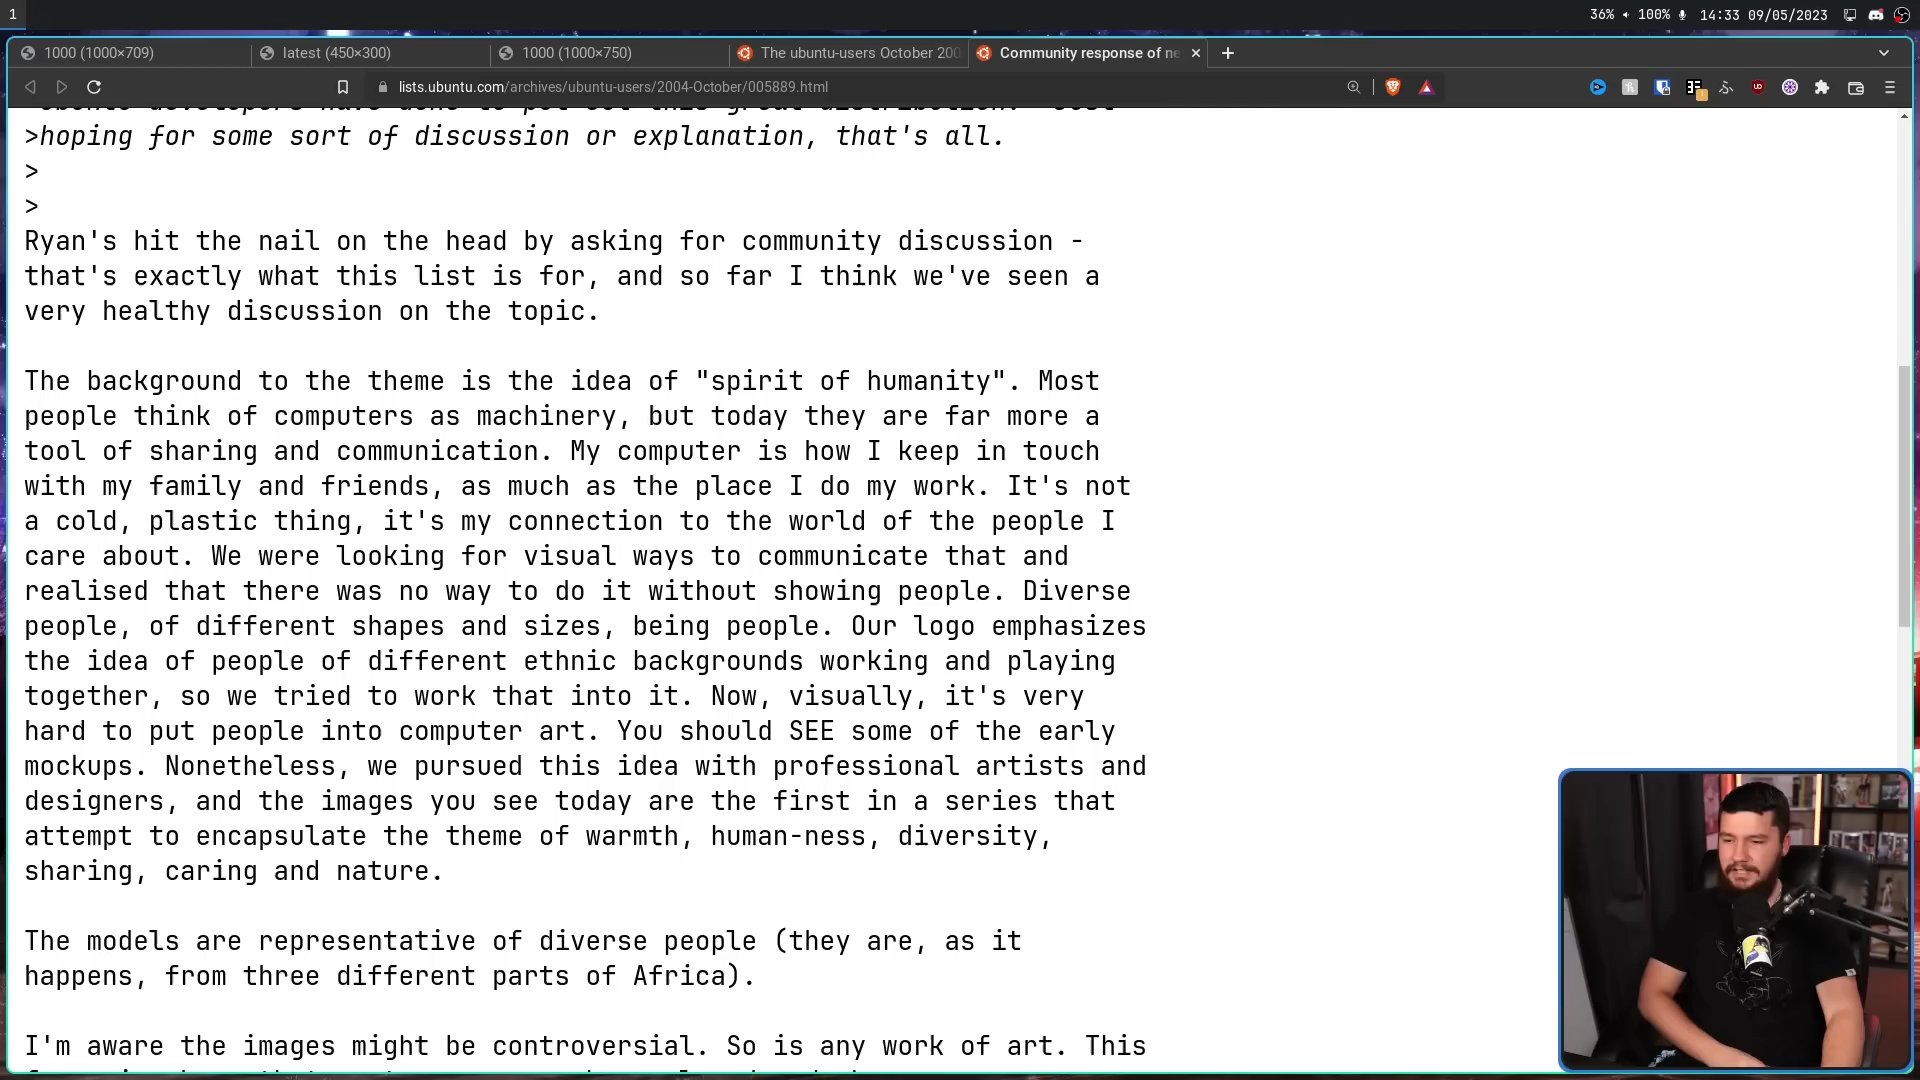 1
36%
100%
14:33 09/05/2023
1000 (1000×709)
latest (450×300)
1000 (1000×750)
The ubuntu-users October 200
Community response of ne
lists.ubuntu.com/archives/ubuntu-users/2004-October/005889.html
>hoping for some sort of discussion or explanation, that's all.
>
>
Ryan's hit the nail on the head by asking for community discussion -
that's exactly what this list is for, and so far I think we've seen a
very healthy discussion on the topic.
The background to the theme is the idea of "spirit of humanity". Most
people think of computers as machinery, but today they are far more a
tool of sharing and communication. My computer is how I keep in touch
with my family and friends, as much as the place I do my work. It's not
a cold, plastic thing, it's my connection to the world of the people I
care about. We were looking for visual ways to communicate that and
realised that there was no way to do it without showing people. Diverse
people, of different shapes and sizes, being people. Our logo emphasizes
the idea of people of different ethnic backgrounds working and playing
together, so we tried to work that into it. Now, visually, it's very
hard to put people into computer art. You should SEE some of the early
mockups. Nonetheless, we pursued this idea with professional artists and
designers, and the images you see today are the first in a series that
attempt to encapsulate the theme of warmth, human-ness, diversity,
sharing, caring and nature.
The models are representative of diverse people (they are, as it
happens, from three different parts of Africa).
I'm aware the images might be controversial. So is any work of art. This